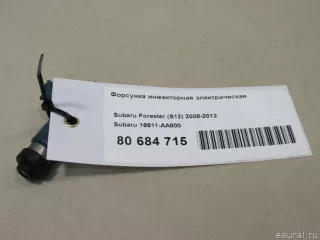 Форсунка инжекторная электрическая
Subaru Forester (S12) 2008-2012
Subaru 16611-AA800
80 684 715
© eaural.ru